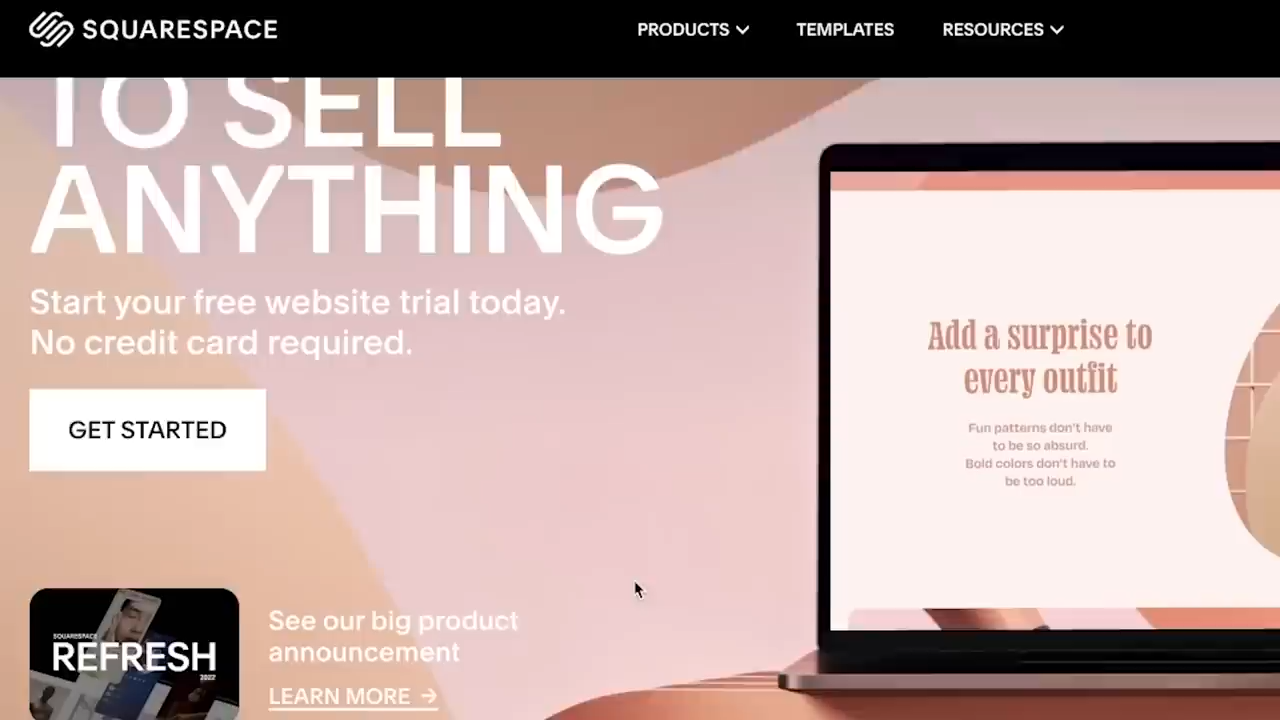 SQUARESPACE
PRODUCTS
TEMPLATES
RESOURCES
TO SELL
ANYTHING
Start your free website trial today.
No credit card required.
GET STARTED
Add a surprise to
every outfit
Fun patterns don't have
to be so absurd.
Bold colors don't have to
be too loud.
SQUARESPACE
REFRESH
2022
See our big product
announcement
LEARN MORE →